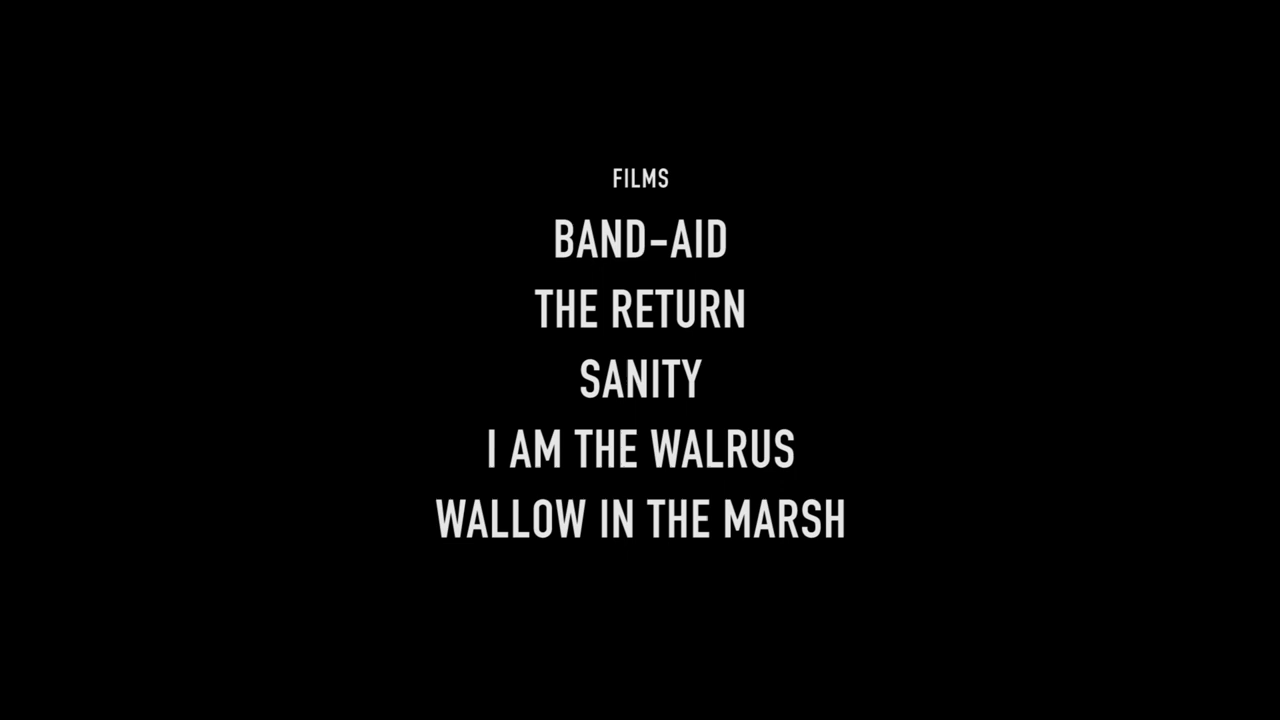 FILMS
BAND-AID
THE RETURN
SANITY
I AM THE WALRUS
WALLOW IN THE MARSH